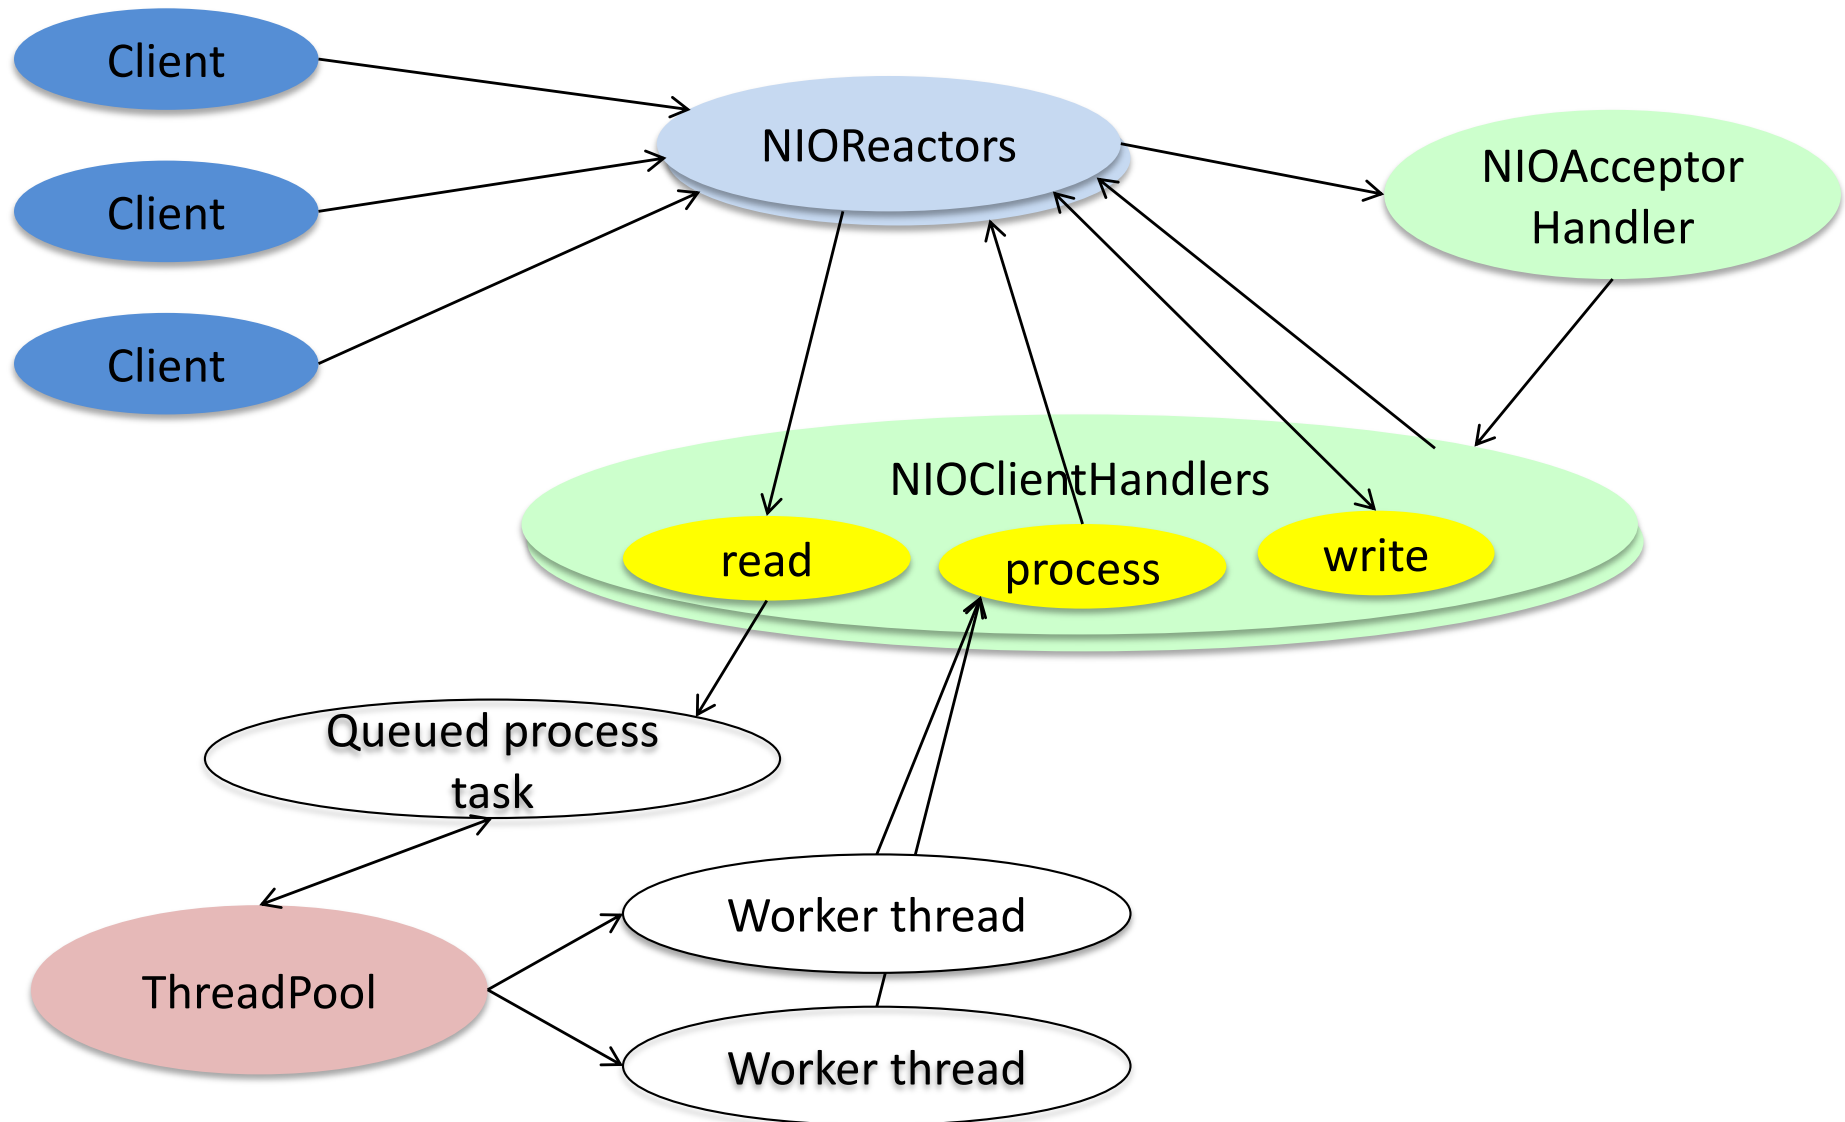 Client
NIOReactors
NIOAcceptor
Handler
Client
Client
NIOClientHandlers
read
process
write
Queued process
task
Worker thread
ThreadPool
Worker thread